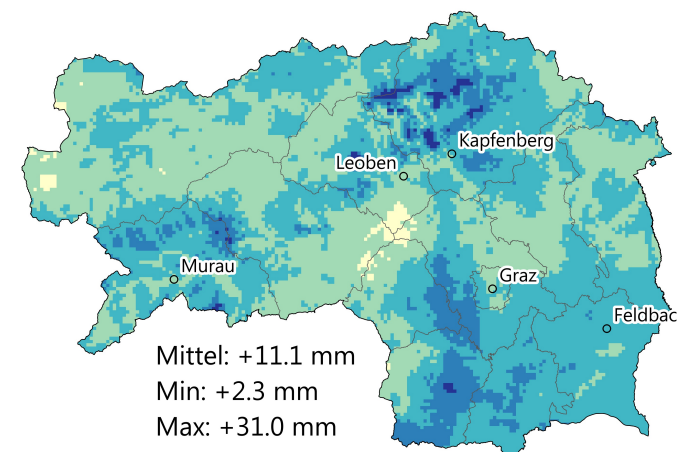 Kapfenberg
Leoben
Murau
Graz
Feldbac
Mittel: +11.1 mm
Min: +2.3 mm
Max: +31.0 mm